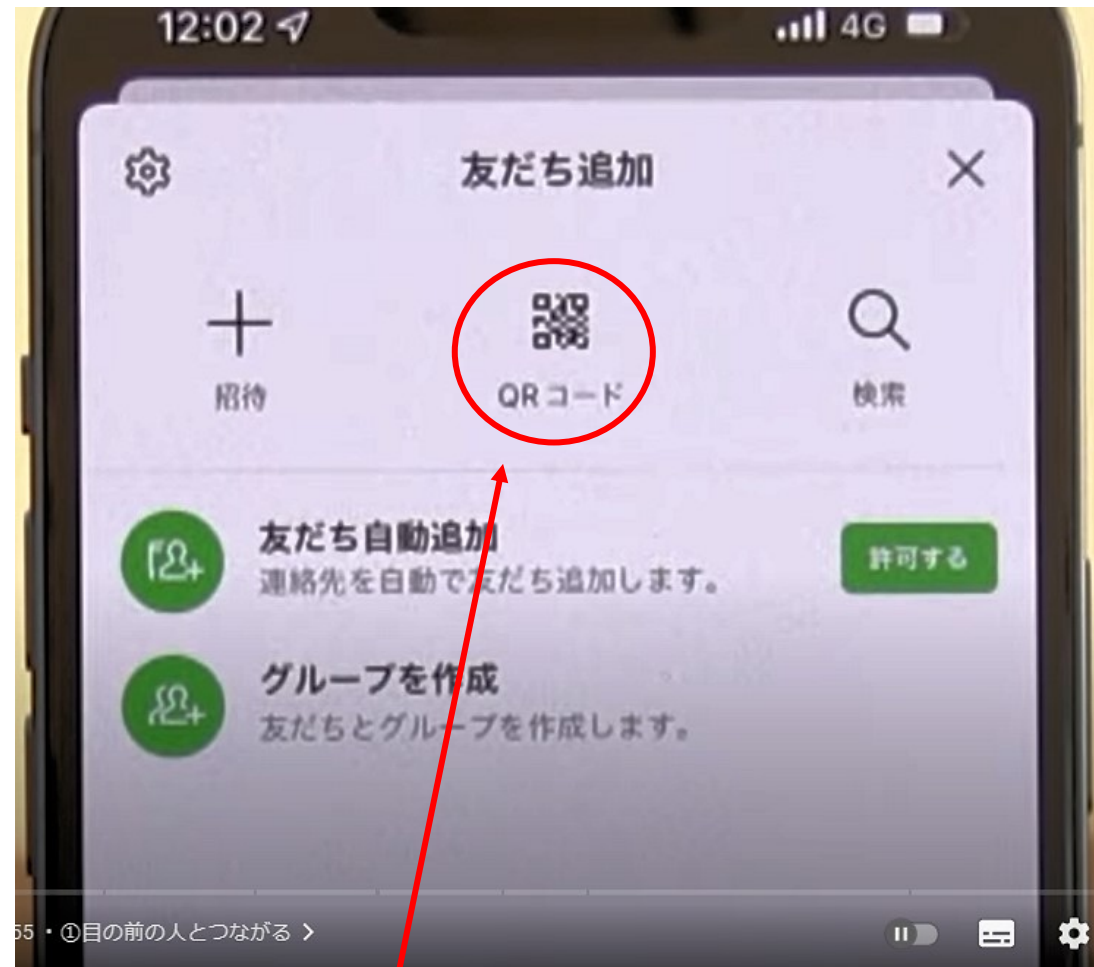 12:02
4G
友だち追加
招待
QRコード
検索
友だち自動追加
連絡先を自動で友だち追加します。
許可する
グループを作成
友だちとグループを作成します。
55・①目の前の人とつながる